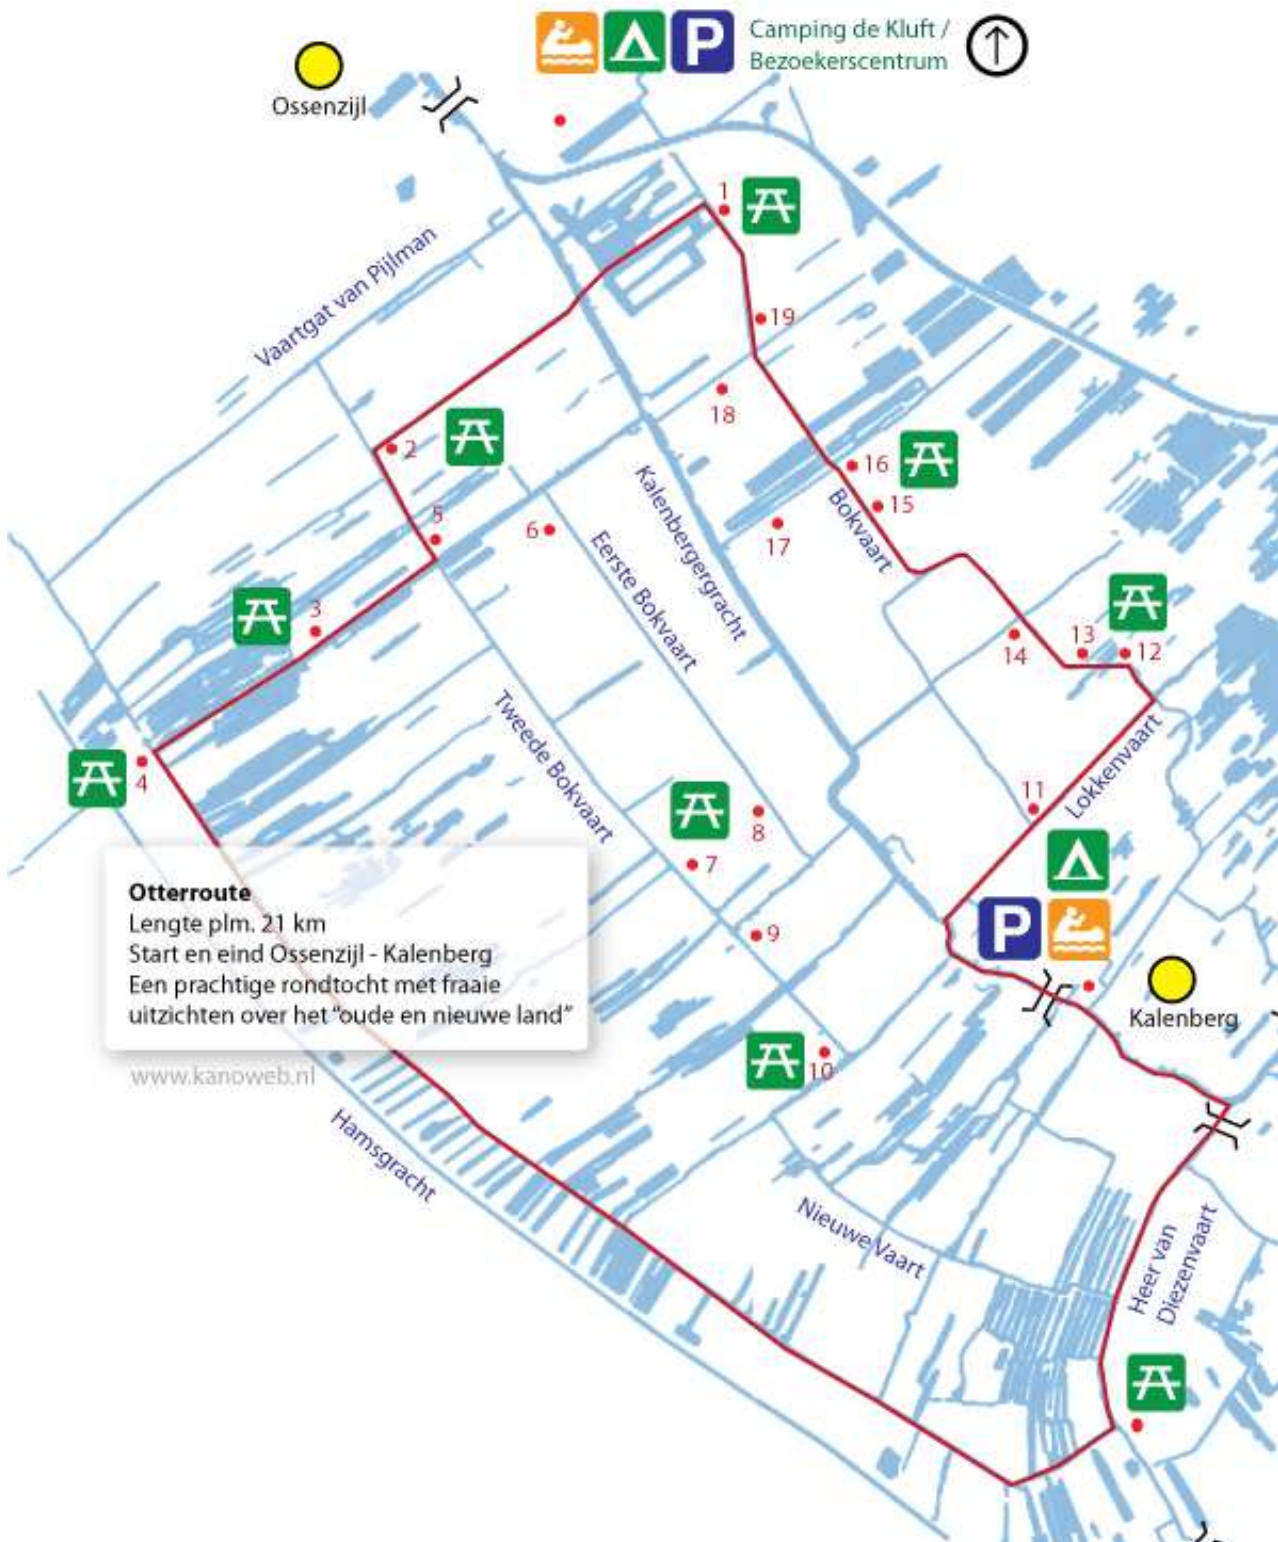 Camping de Kluft /
Bezoekerscentrum
P
Ossenzijl
1
Vaartgat van Pijlman
19
18
2
16
15
Bokvaart
5
6
17
Kalenbergergracht
Eerste Bokvaart
3
14
13
12
4
Tweede Bokvaart
11
Lokkenvaart
8
7
Otterroute
Lengte plm. 21 km
Start en eind Ossenzijl - Kalenberg
Een prachtige rondtocht met fraaie
uitzichten over het "oude en nieuwe land"
www.kanoweb.nl
9
P
Kalenberg
10
Hamsgracht
Nieuwe Vaart
Heer van
Diezenvaart